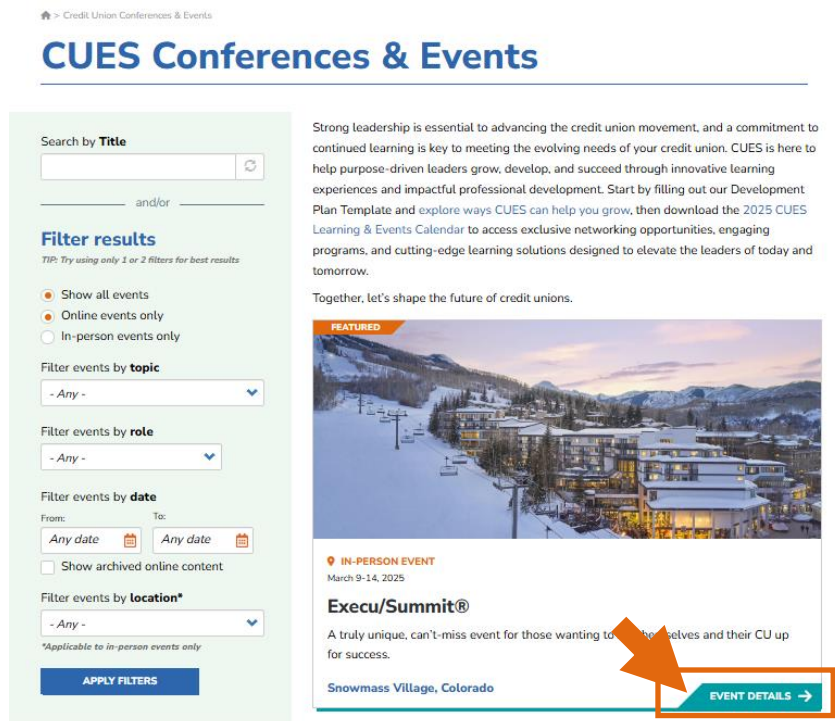 > Credit Union Conferences & Events
CUES Conferences & Events
Search by Title
and/or
Filter results
TIP: Try using only 1 or 2 filters for best results
Show all events
Online events only
In-person events only
Filter events by topic
- Any -
Filter events by role
- Any -
Filter events by date
From: To:
Any date Any date
Show archived online content
Filter events by location*
- Any -
*Applicable to in-person events only
APPLY FILTERS
Strong leadership is essential to advancing the credit union movement, and a commitment to
continued learning is key to meeting the evolving needs of your credit union. CUES is here to
help purpose-driven leaders grow, develop, and succeed through innovative learning
experiences and impactful professional development. Start by filling out our Development
Plan Template and explore ways CUES can help you grow, then download the 2025 CUES
Learning & Events Calendar to access exclusive networking opportunities, engaging
programs, and cutting-edge learning solutions designed to elevate the leaders of today and
tomorrow.
Together, let's shape the future of credit unions.
FEATURED
IN-PERSON EVENT
March 9-14, 2025
Execu/Summit®
A truly unique, can't-miss event for those wanting to and their CU up
for success.
Snowmass Village, Colorado
EVENT DETAILS →